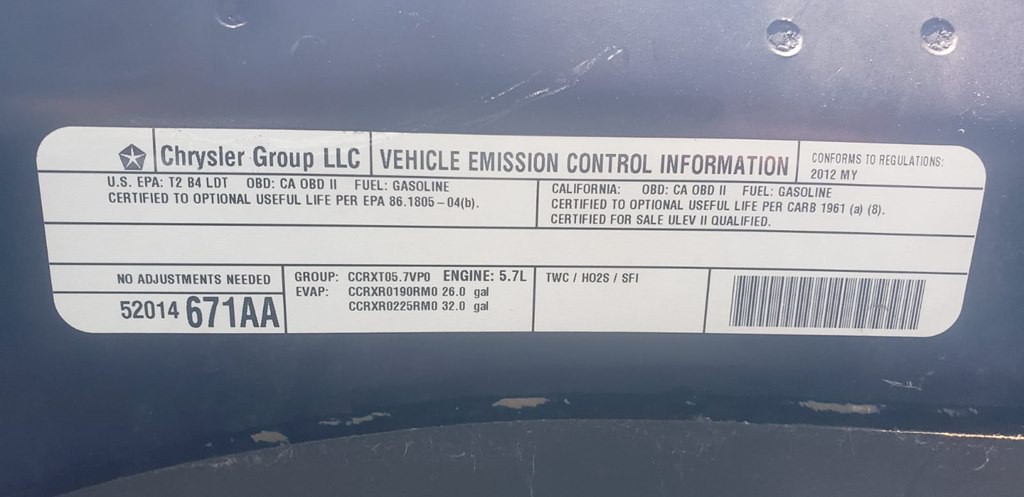 Chrysler Group LLC
VEHICLE EMISSION CONTROL INFORMATION
CONFORMS TO REGULATIONS:
2012 MY
U.S. EPA: T2 B4 LDT OBD: CA OBD II FUEL: GASOLINE
CERTIFIED TO OPTIONAL USEFUL LIFE PER EPA 86.1805-04(b).
CALIFORNIA: OBD: CA OBD II FUEL: GASOLINE
CERTIFIED TO OPTIONAL USEFUL LIFE PER CARB 1961 (a) (8).
CERTIFIED FOR SALE ULEV II QUALIFIED.
NO ADJUSTMENTS NEEDED
52014 671AA
GROUP: CCRXT05.7VP0 ENGINE: 5.7L
EVAP: CCRXR0190RM0 26.0 gal
CCRXR0225RM0 32.0 gal
TWC / HO2S / SFI